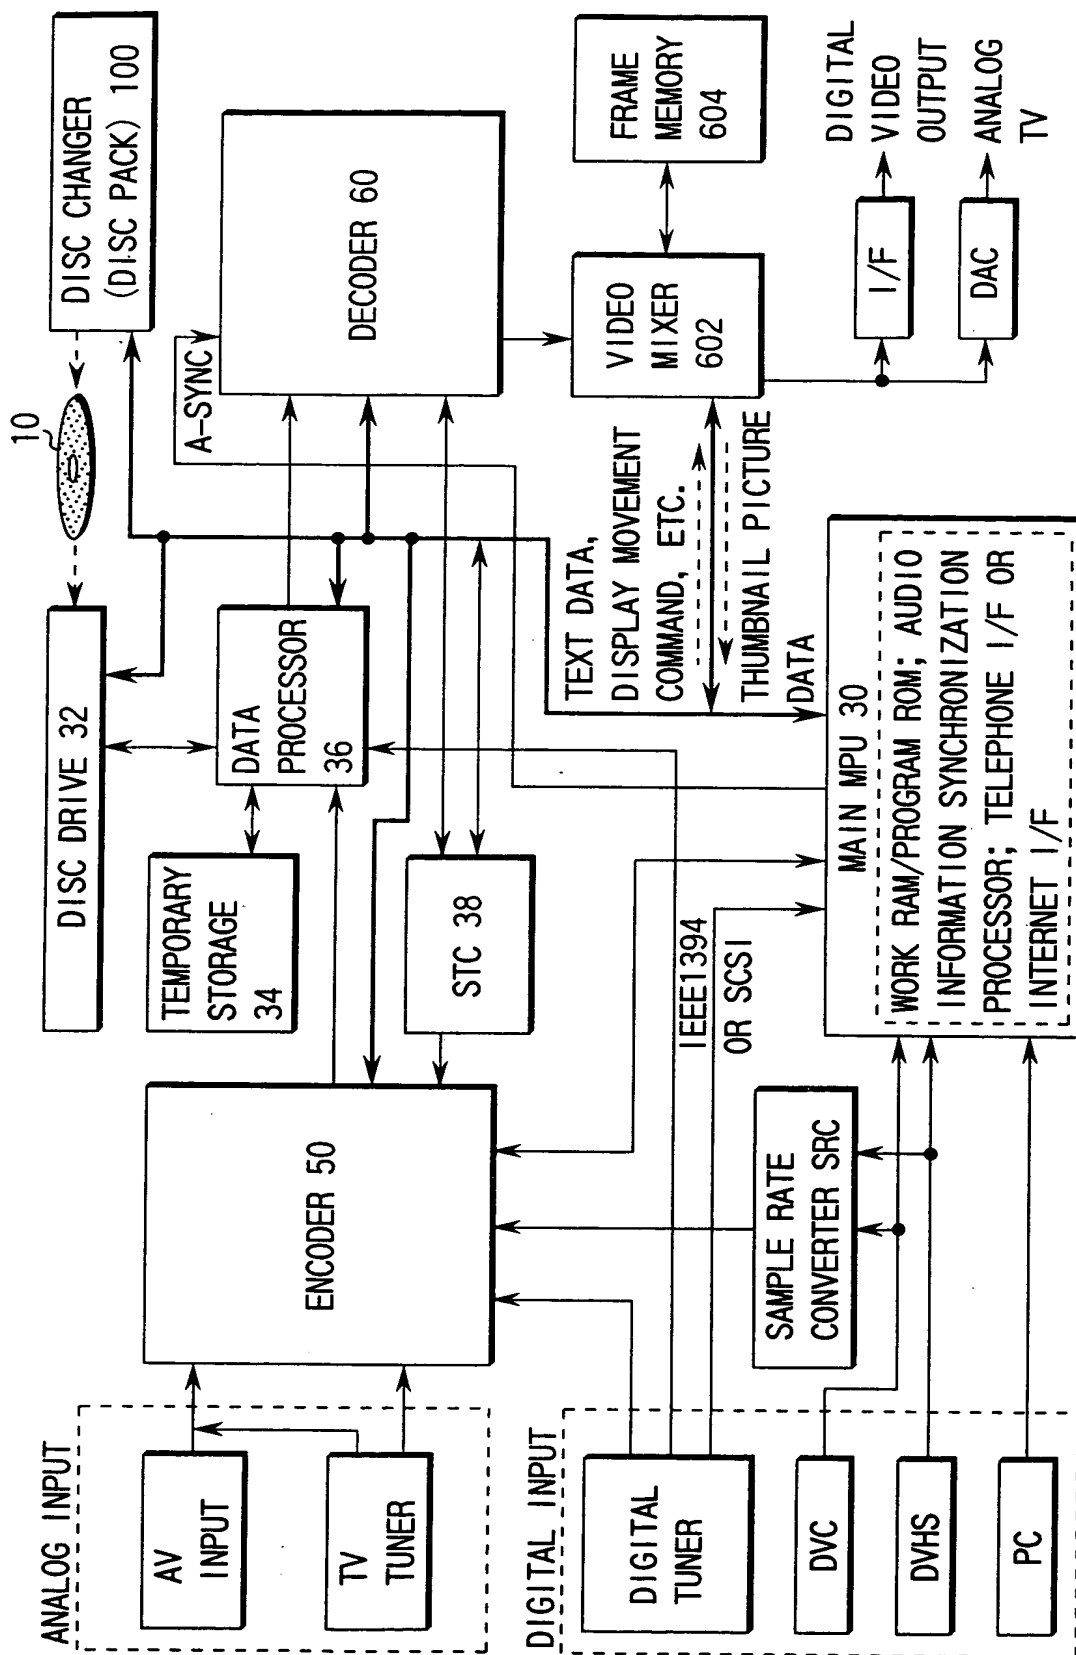 10
DISC CHANGER
(DISC PACK) 100
DISC DRIVE 32
TEMPORARY
STORAGE
34
DATA
PROCESSOR
36
A-SYNC
DECODER 60
STC 38
ENCODER 50
FRAME
MEMORY
604
VIDEO
MIXER
602
I/F
DAC
DIGITAL
VIDEO
OUTPUT
ANALOG
TV
TEXT DATA,
DISPLAY MOVEMENT
COMMAND, ETC.
THUMBNAIL PICTURE
DATA
MAIN MPU 30
WORK RAM/PROGRAM ROM; AUDIO
INFORMATION SYNCHRONIZATION
PROCESSOR; TELEPHONE I/F OR
INTERNET I/F
IEEE1394
OR SCSI
SAMPLE RATE
CONVERTER SRC
ANALOG INPUT
AV
INPUT
TV
TUNER
DIGITAL INPUT
DIGITAL
TUNER
DVC
DVHS
PC